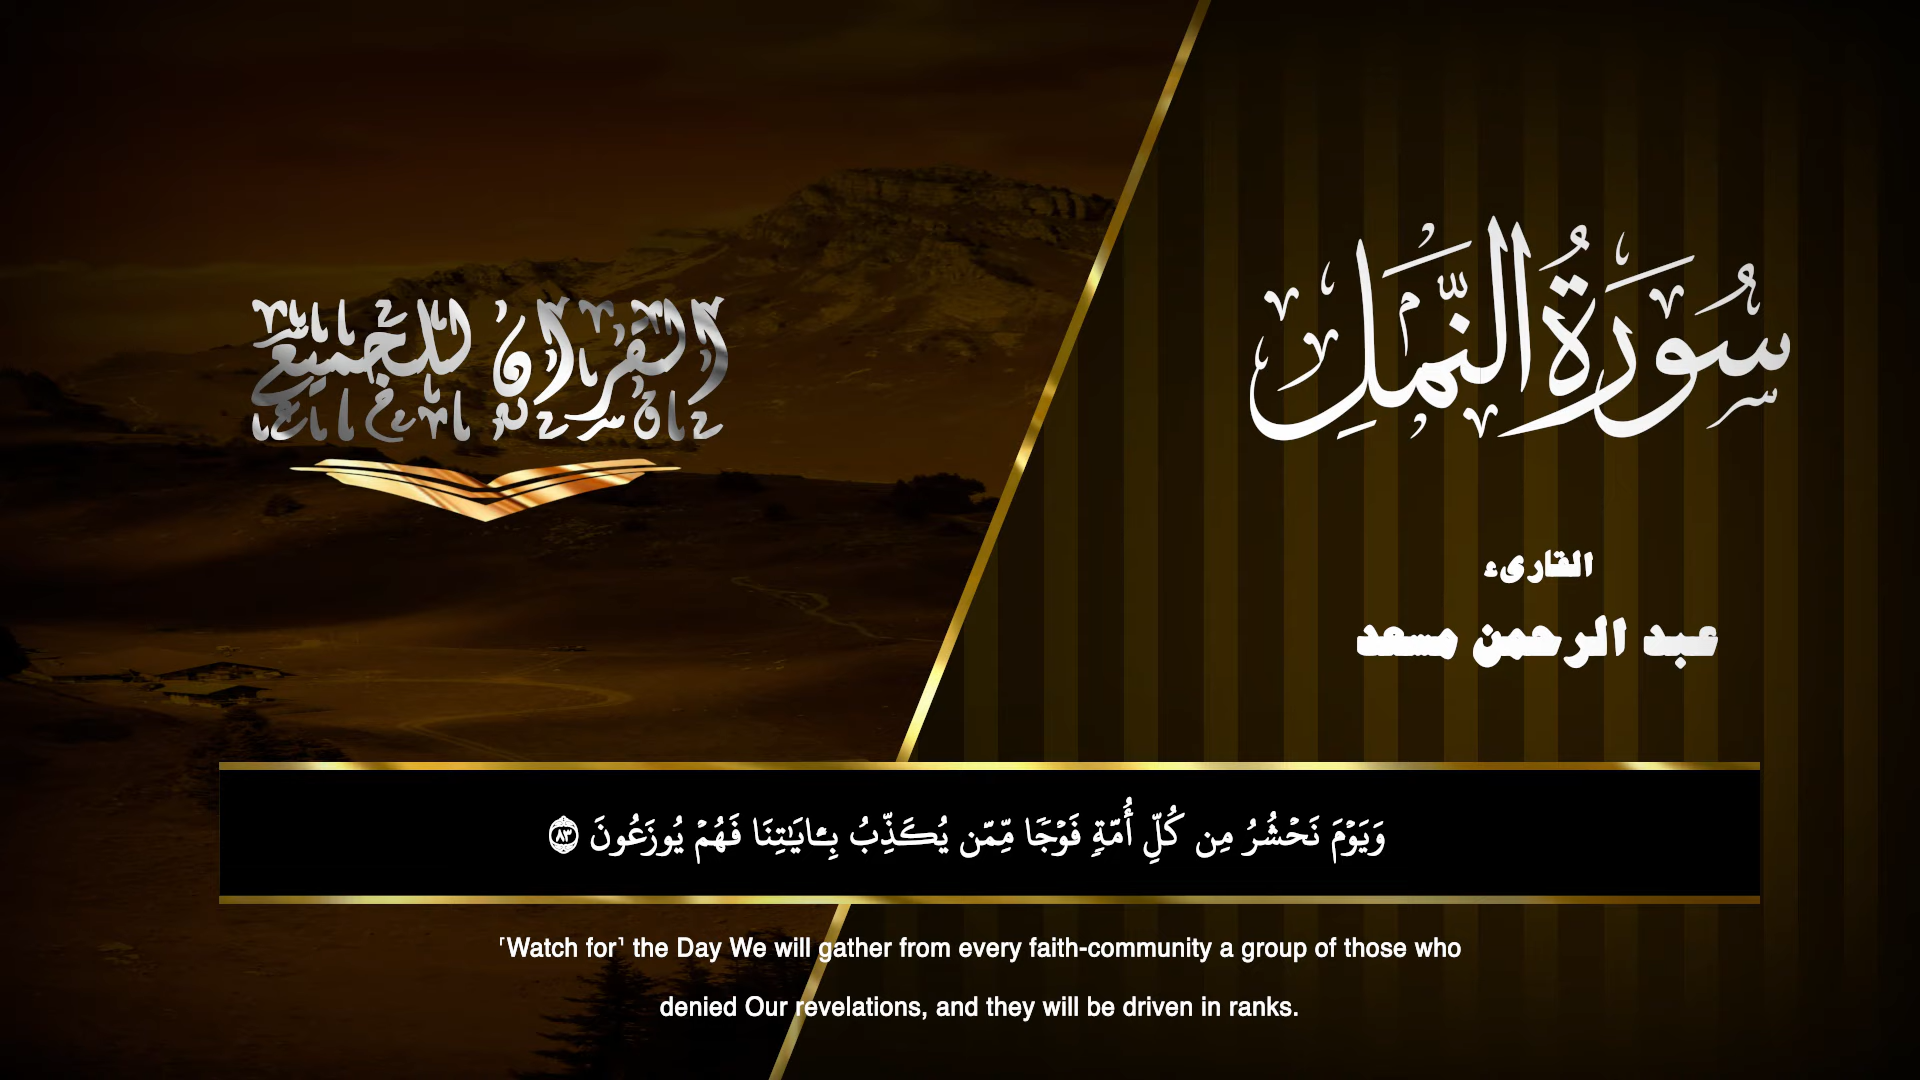 القرآن للجميع
سُورَةُ النَّمل
القارىء
عبد الرحمن مسعد
وَيَوۡمَ نَحۡشُرُ مِن كُلِّ أُمَّةٖ فَوۡجٗا مِّمَّن يُكَذِّبُ بِـَٔايَٰتِنَا فَهُمۡ يُوزَعُونَ ٨٣
⸢Watch for⸣ the Day We will gather from every faith-community a group of those who
denied Our revelations, and they will be driven in ranks.